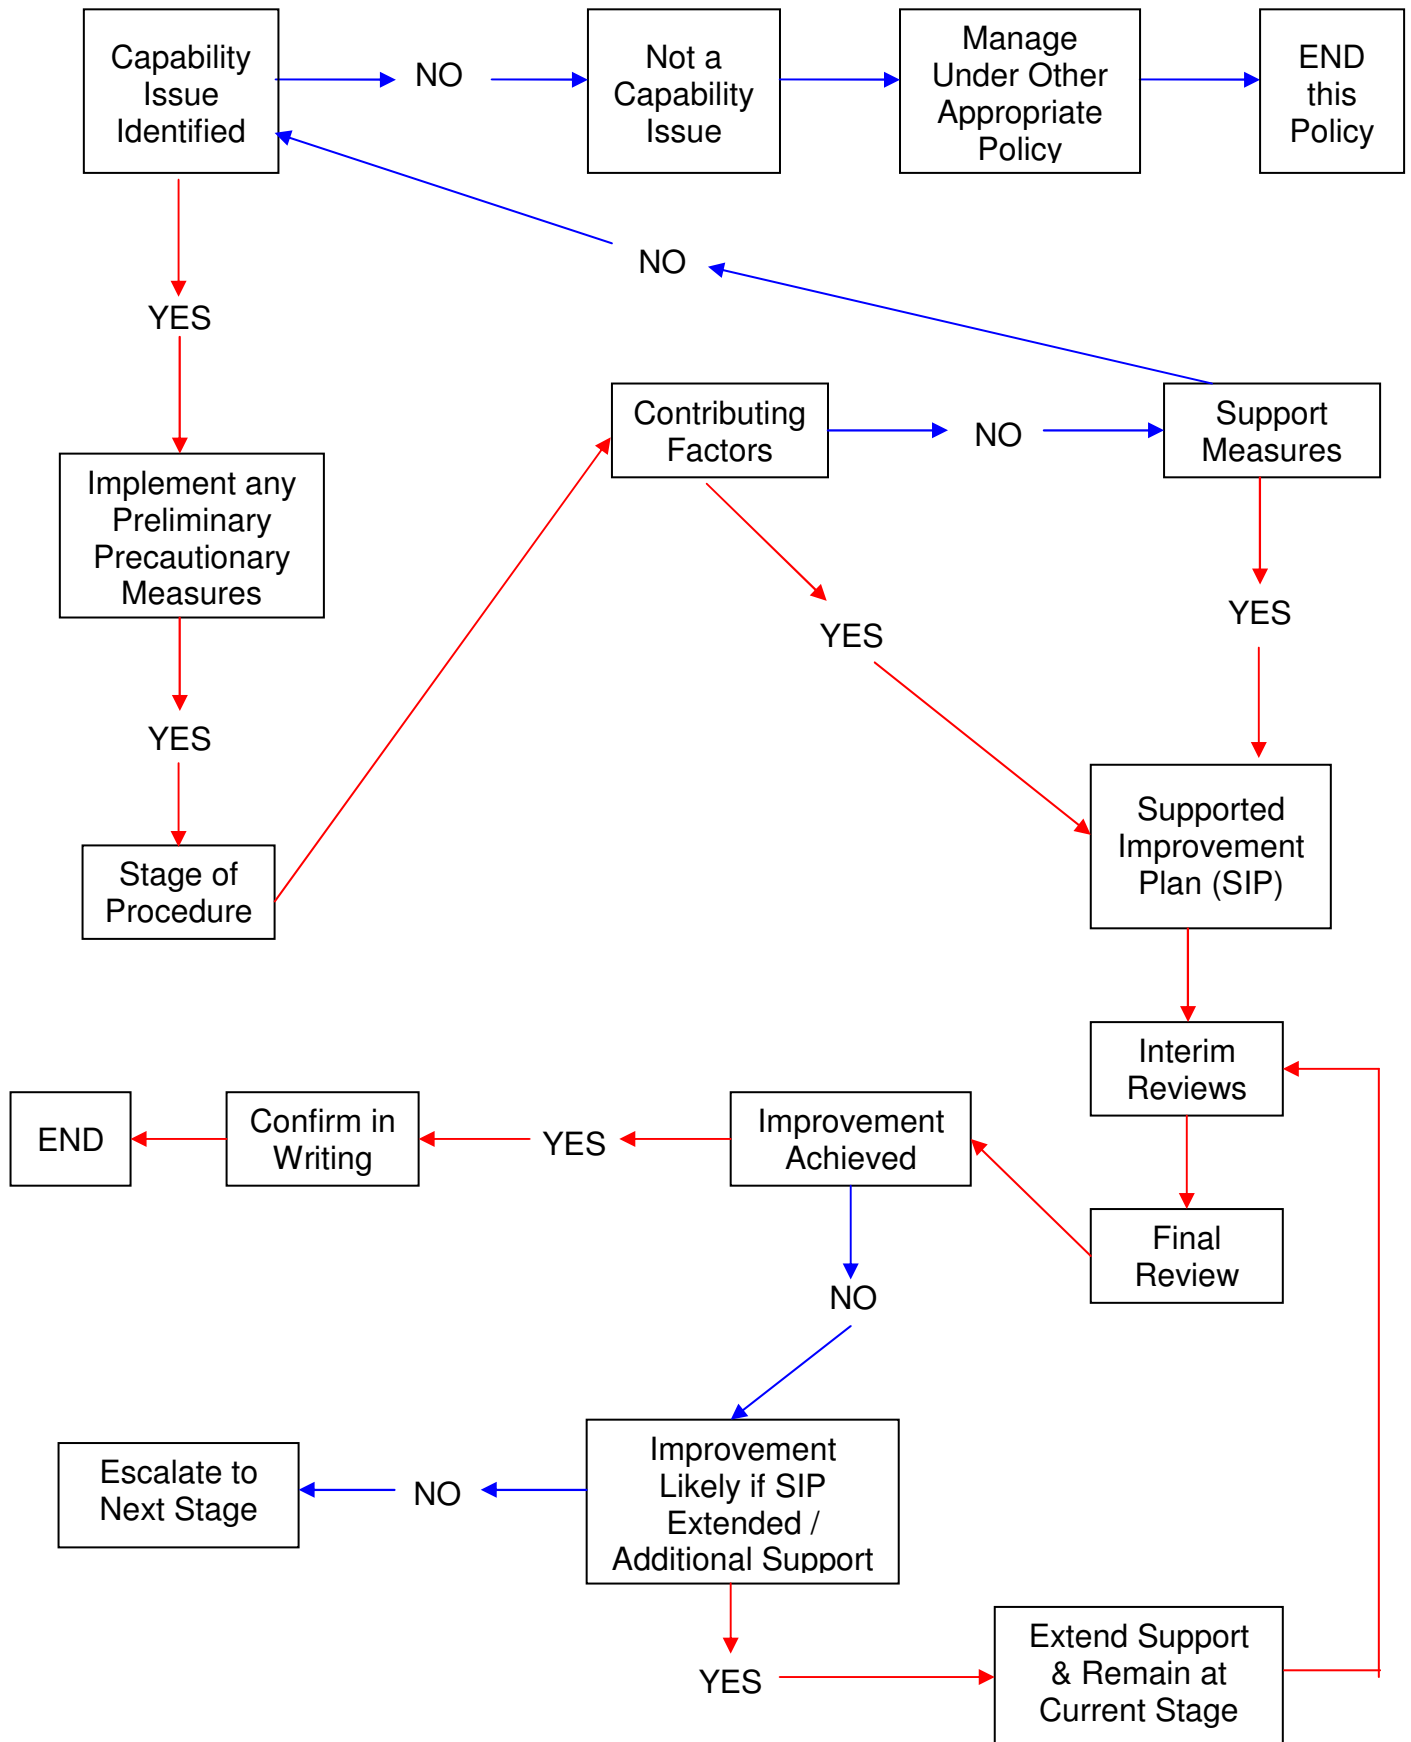 Capability
Issue
Identified
NO
Not a
Capability
Issue
Manage
Under Other
Appropriate
Policy
END
this
Policy
NO
YES
Contributing
Factors
NO
Support
Measures
Implement any
Preliminary
Precautionary
Measures
YES
YES
YES
Stage of
Procedure
Supported
Improvement
Plan (SIP)
Interim
Reviews
END
Confirm in
Writing
YES
Improvement
Achieved
Final
Review
NO
Escalate to
Next Stage
NO
Improvement
Likely if SIP
Extended /
Additional Support
YES
Extend Support
& Remain at
Current Stage